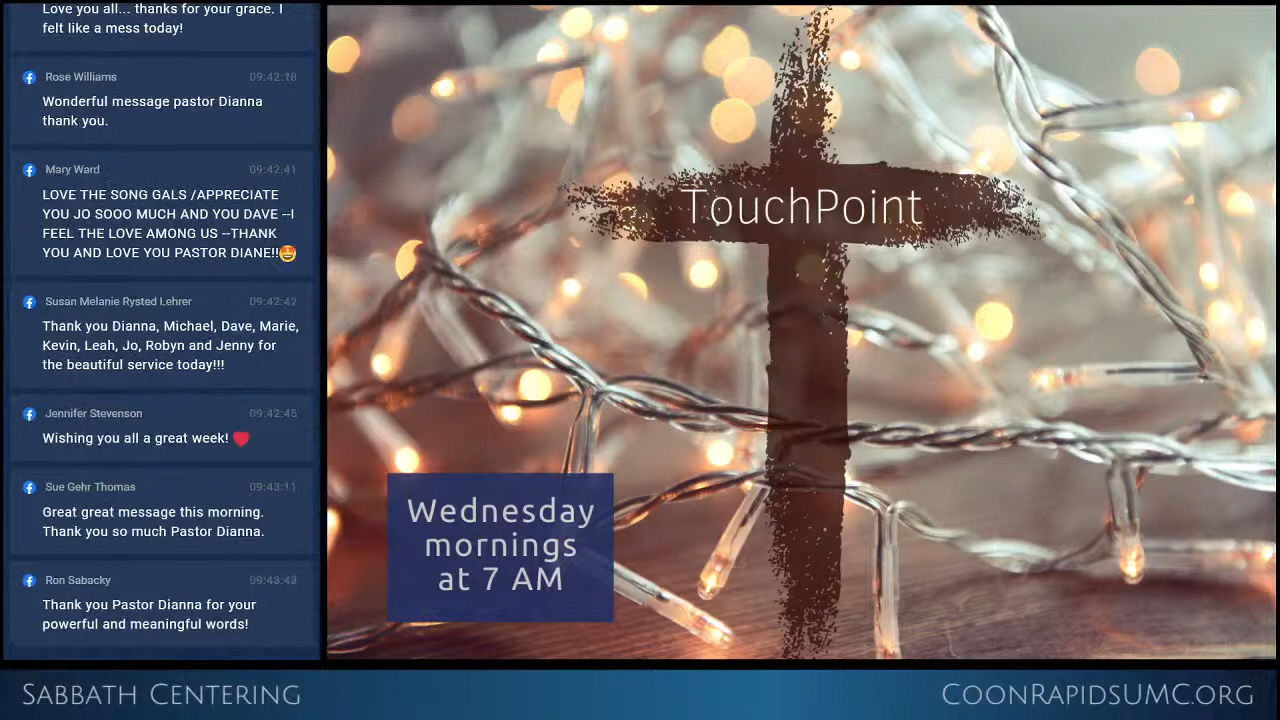 Love you all... thanks for your grace. I
felt like a mess today!
Rose Williams 09:42:18
Wonderful message pastor Dianna
thank you.
Mary Ward 09:42:41
LOVE THE SONG GALS /APPRECIATE
YOU JO SOOO MUCH AND YOU DAVE --I
FEEL THE LOVE AMONG US --THANK
YOU AND LOVE YOU PASTOR DIANE!!🤩
Susan Melanie Rysted Lehrer 09:42:42
Thank you Dianna, Michael, Dave, Marie,
Kevin, Leah, Jo, Robyn and Jenny for
the beautiful service today!!!
Jennifer Stevenson 09:42:45
Wishing you all a great week! ❤️
Sue Gehr Thomas 09:43:11
Great great message this morning.
Thank you so much Pastor Dianna.
Ron Sabacky 09:43:43
Thank you Pastor Dianna for your
powerful and meaningful words!
TouchPoint
Wednesday
mornings
at 7 AM
Sabbath Centering
CoonRapidsUMC.org